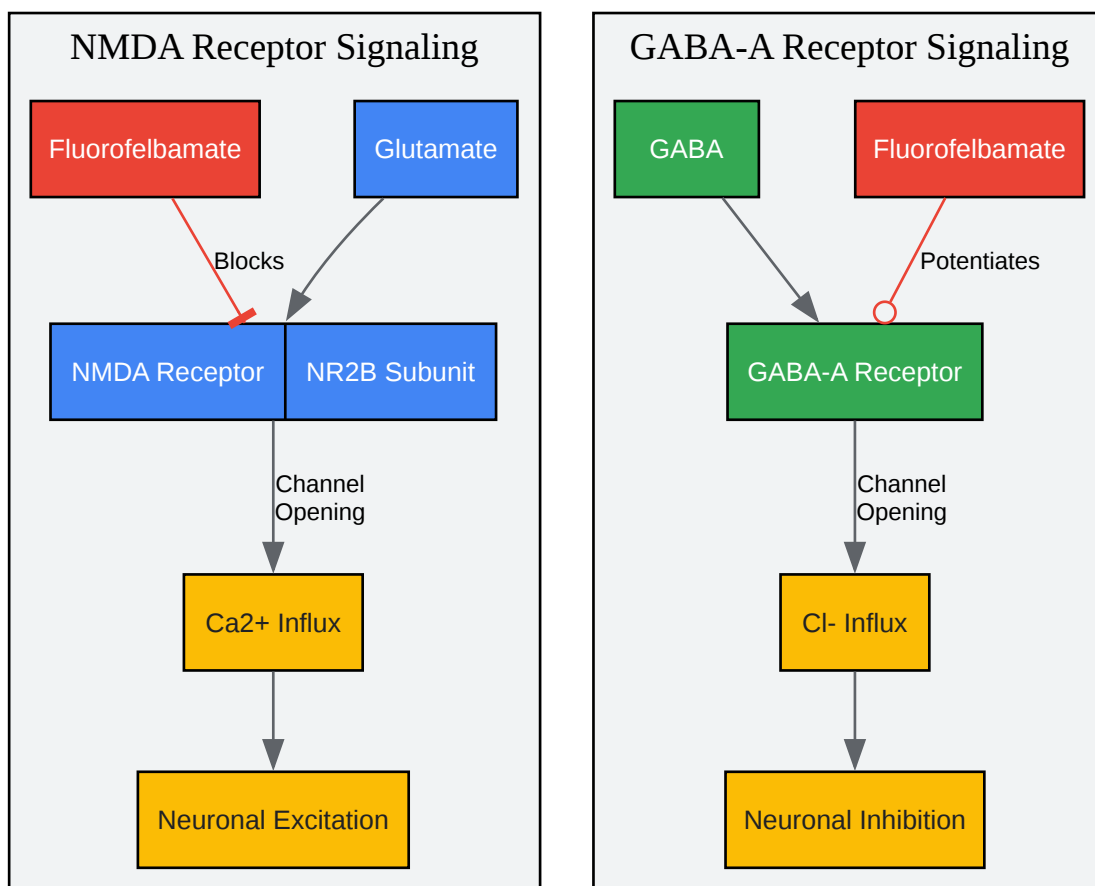 NMDA Receptor Signaling
Fluorofelbamate
Glutamate
Blocks
NMDA Receptor
NR2B Subunit
Channel
Opening
Ca2+ Influx
Neuronal Excitation
GABA-A Receptor Signaling
GABA
Fluorofelbamate
Potentiates
GABA-A Receptor
Channel
Opening
Cl- Influx
Neuronal Inhibition